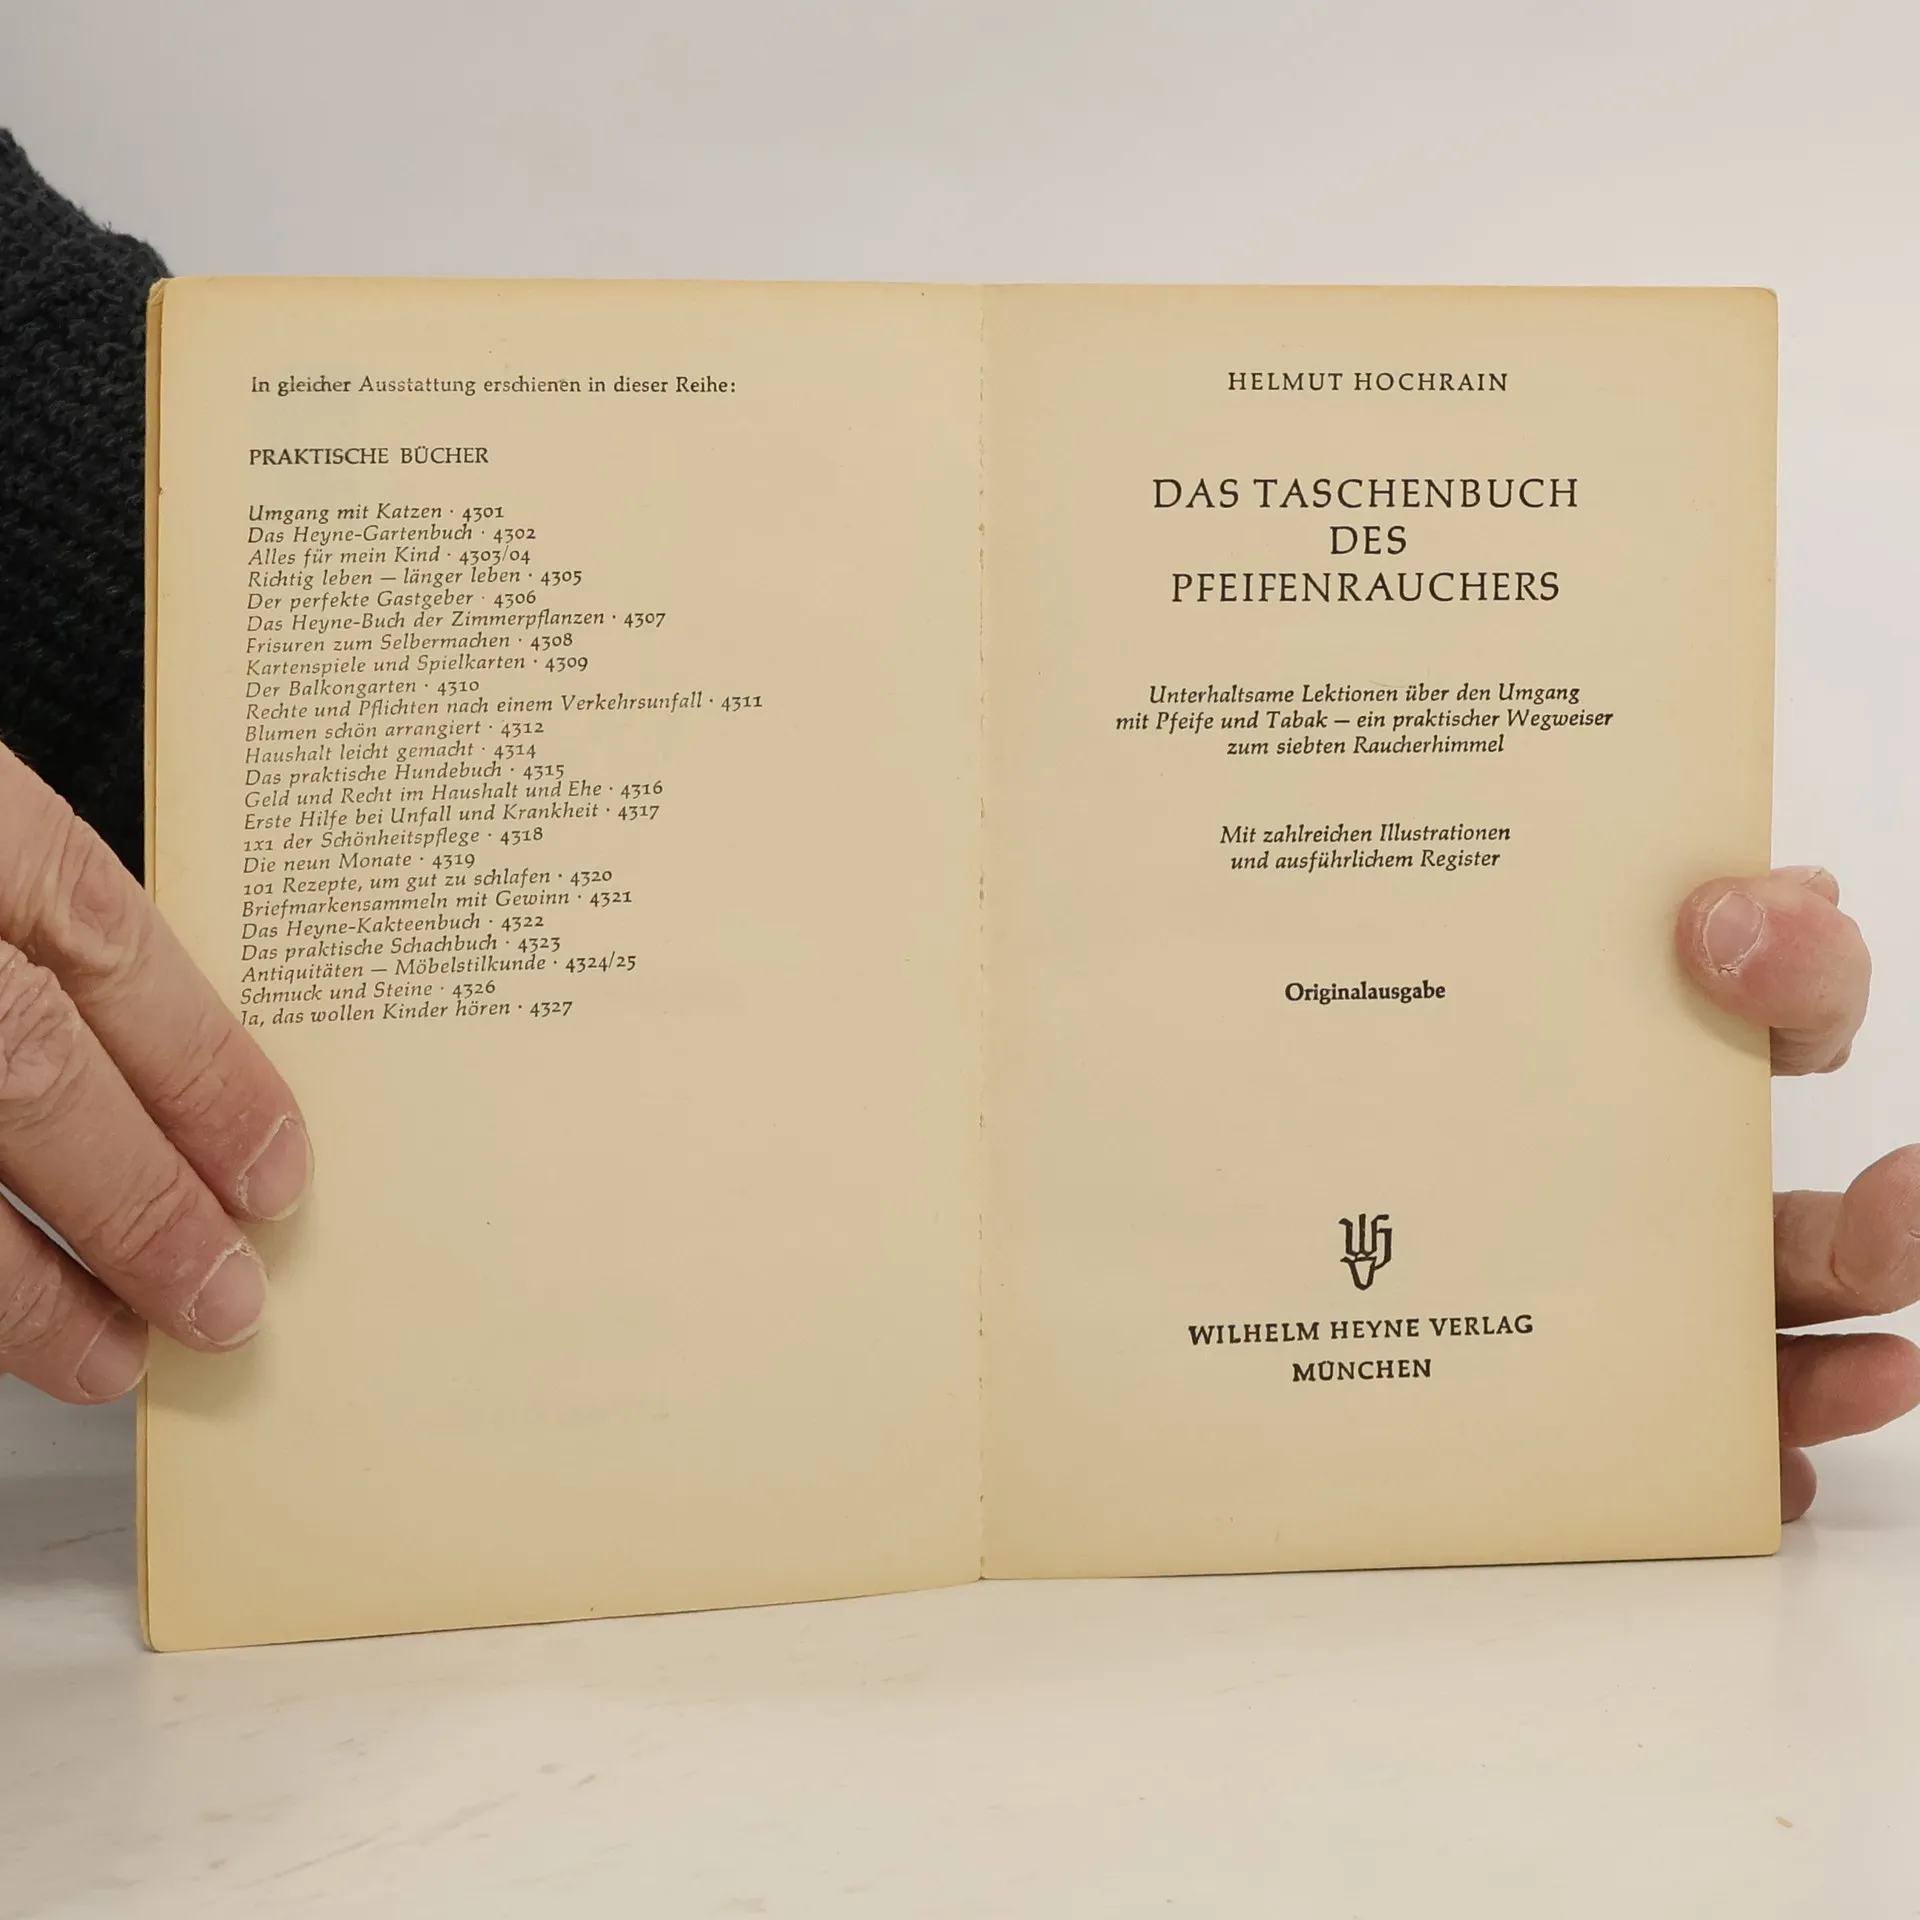 In gleicher Ausstattung erschienen in dieser Reihe:
PRAKTISCHE BÜCHER
Umgang mit Katzen · 4301
Das Heyne-Gartenbuch · 4302
Alles für mein Kind · 4303/04
Richtig leben — länger leben · 4305
Der perfekte Gastgeber · 4306
Das Heyne-Buch der Zimmerpflanzen · 4307
Frisuren zum Selbermachen · 4308
Kartenspiele und Spielkarten · 4309
Der Balkongarten · 4310
Rechte und Pflichten nach einem Verkehrsunfall · 4311
Blumen schön arrangiert · 4312
Haushalt leicht gemacht · 4314
Das praktische Hundebuch · 4315
Geld und Recht im Haushalt und Ehe · 4316
Erste Hilfe bei Unfall und Krankheit · 4317
1x1 der Schönheitspflege · 4318
Die neun Monate · 4319
101 Rezepte, um gut zu schlafen · 4320
Briefmarkensammeln mit Gewinn · 4321
Das Heyne-Kakteenbuch · 4322
Das praktische Schachbuch · 4323
Antiquitäten — Möbelstilkunde · 4324/25
Schmuck und Steine · 4326
Ja, das wollen Kinder hören · 4327
HELMUT HOCHRAIN
DAS TASCHENBUCH
DES
PFEIFENRAUCHERS
Unterhaltsame Lektionen über den Umgang
mit Pfeife und Tabak — ein praktischer Wegweiser
zum siebten Raucherhimmel
Mit zahlreichen Illustrationen
und ausführlichem Register
Originalausgabe
WH
WILHELM HEYNE VERLAG
MÜNCHEN